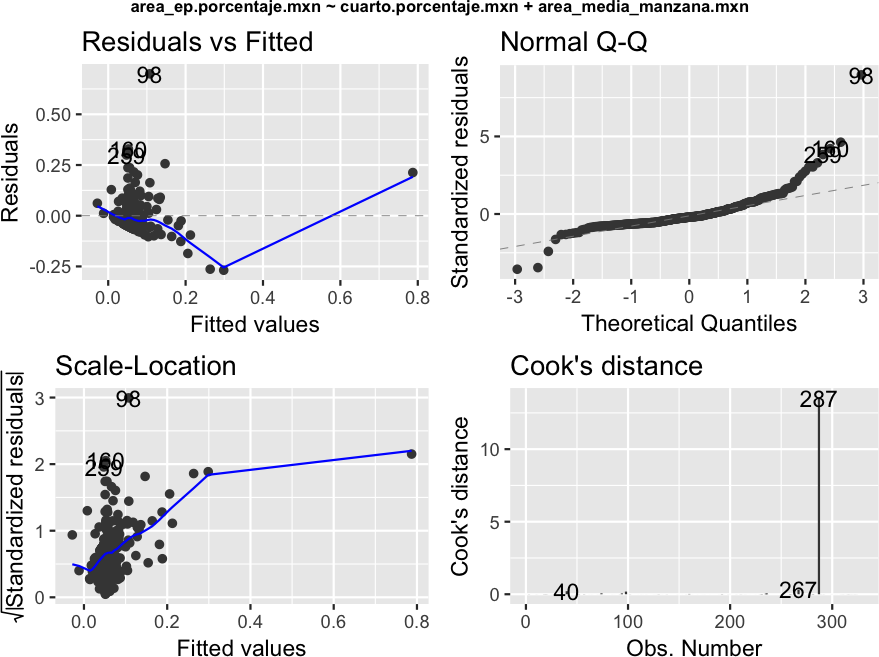 area_ep.porcentaje.mxn ~ cuarto.porcentaje.mxn + area_media_manzana.mxn
Residuals vs Fitted
Residuals
0.50
0.25
0.00
-0.25
98
160
259
0.0 0.2 0.4 0.6 0.8
Fitted values
Normal Q-Q
Standardized residuals
5
0
98
160
259
-3 -2 -1 0 1 2 3
Theoretical Quantiles
Scale-Location
√|Standardized residuals|
3
2
1
0
98
160
259
0.0 0.2 0.4 0.6 0.8
Fitted values
Cook's distance
Cook's distance
10
5
0
287
40
267
0 100 200 300
Obs. Number